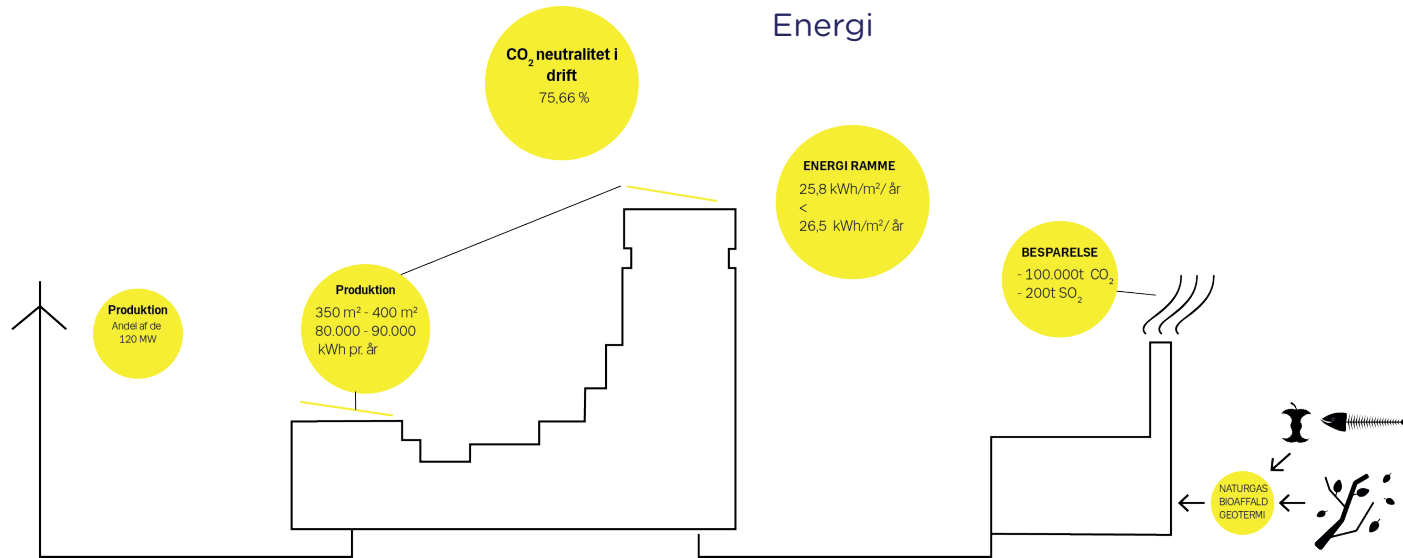 Energi
CO₂ neutralitet i
drift
75,66 %
ENERGI RAMME
25,8 kWh/m²/ år
<
26,5 kWh/m²/ år
BESPARELSE
- 100.000t CO₂
- 200t SO₂
Produktion
Andel af de
120 MW
Produktion
350 m² - 400 m²
80.000 - 90.000
kWh pr. år
NATURGAS
BIOAFFALD
GEOTERMI